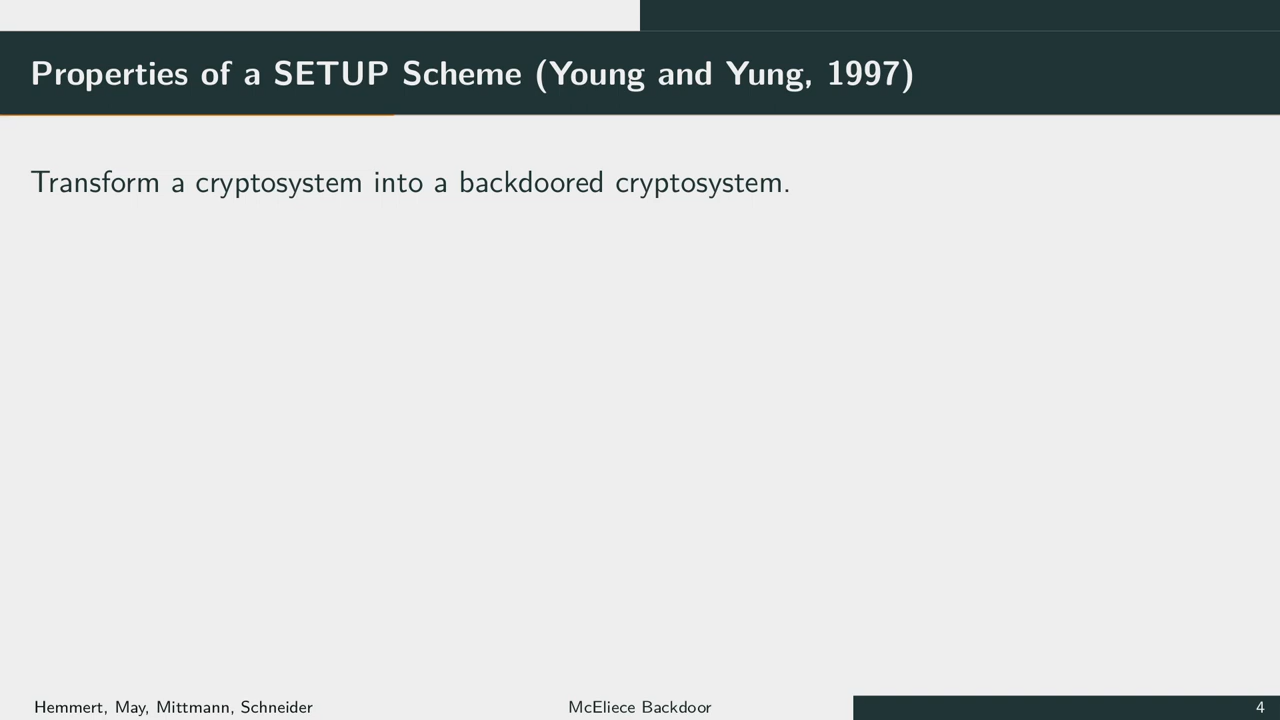 Properties of a SETUP Scheme (Young and Yung, 1997)
Transform a cryptosystem into a backdoored cryptosystem.
Hemmert, May, Mittmann, Schneider
McEliece Backdoor
4